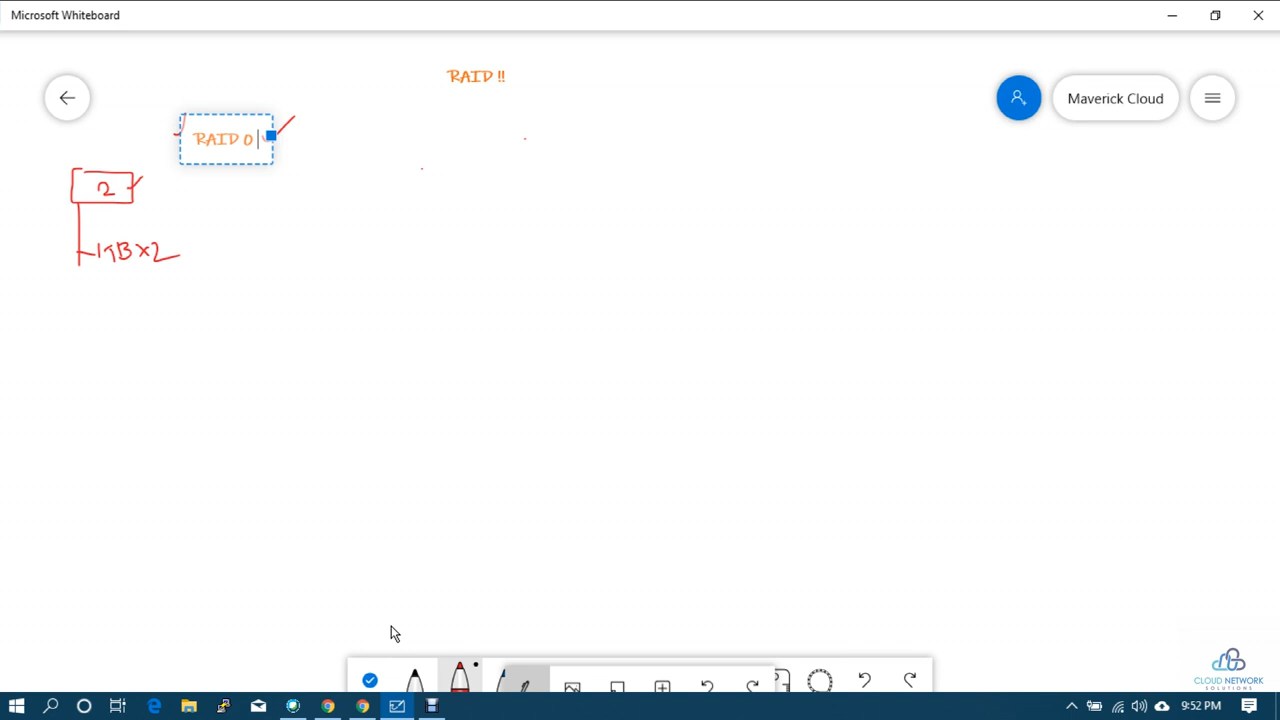 Microsoft Whiteboard
RAID !!
Maverick Cloud
RAID 0
2
1TB x 2
CLOUD NETWORK
SOLUTIONS
9:52 PM